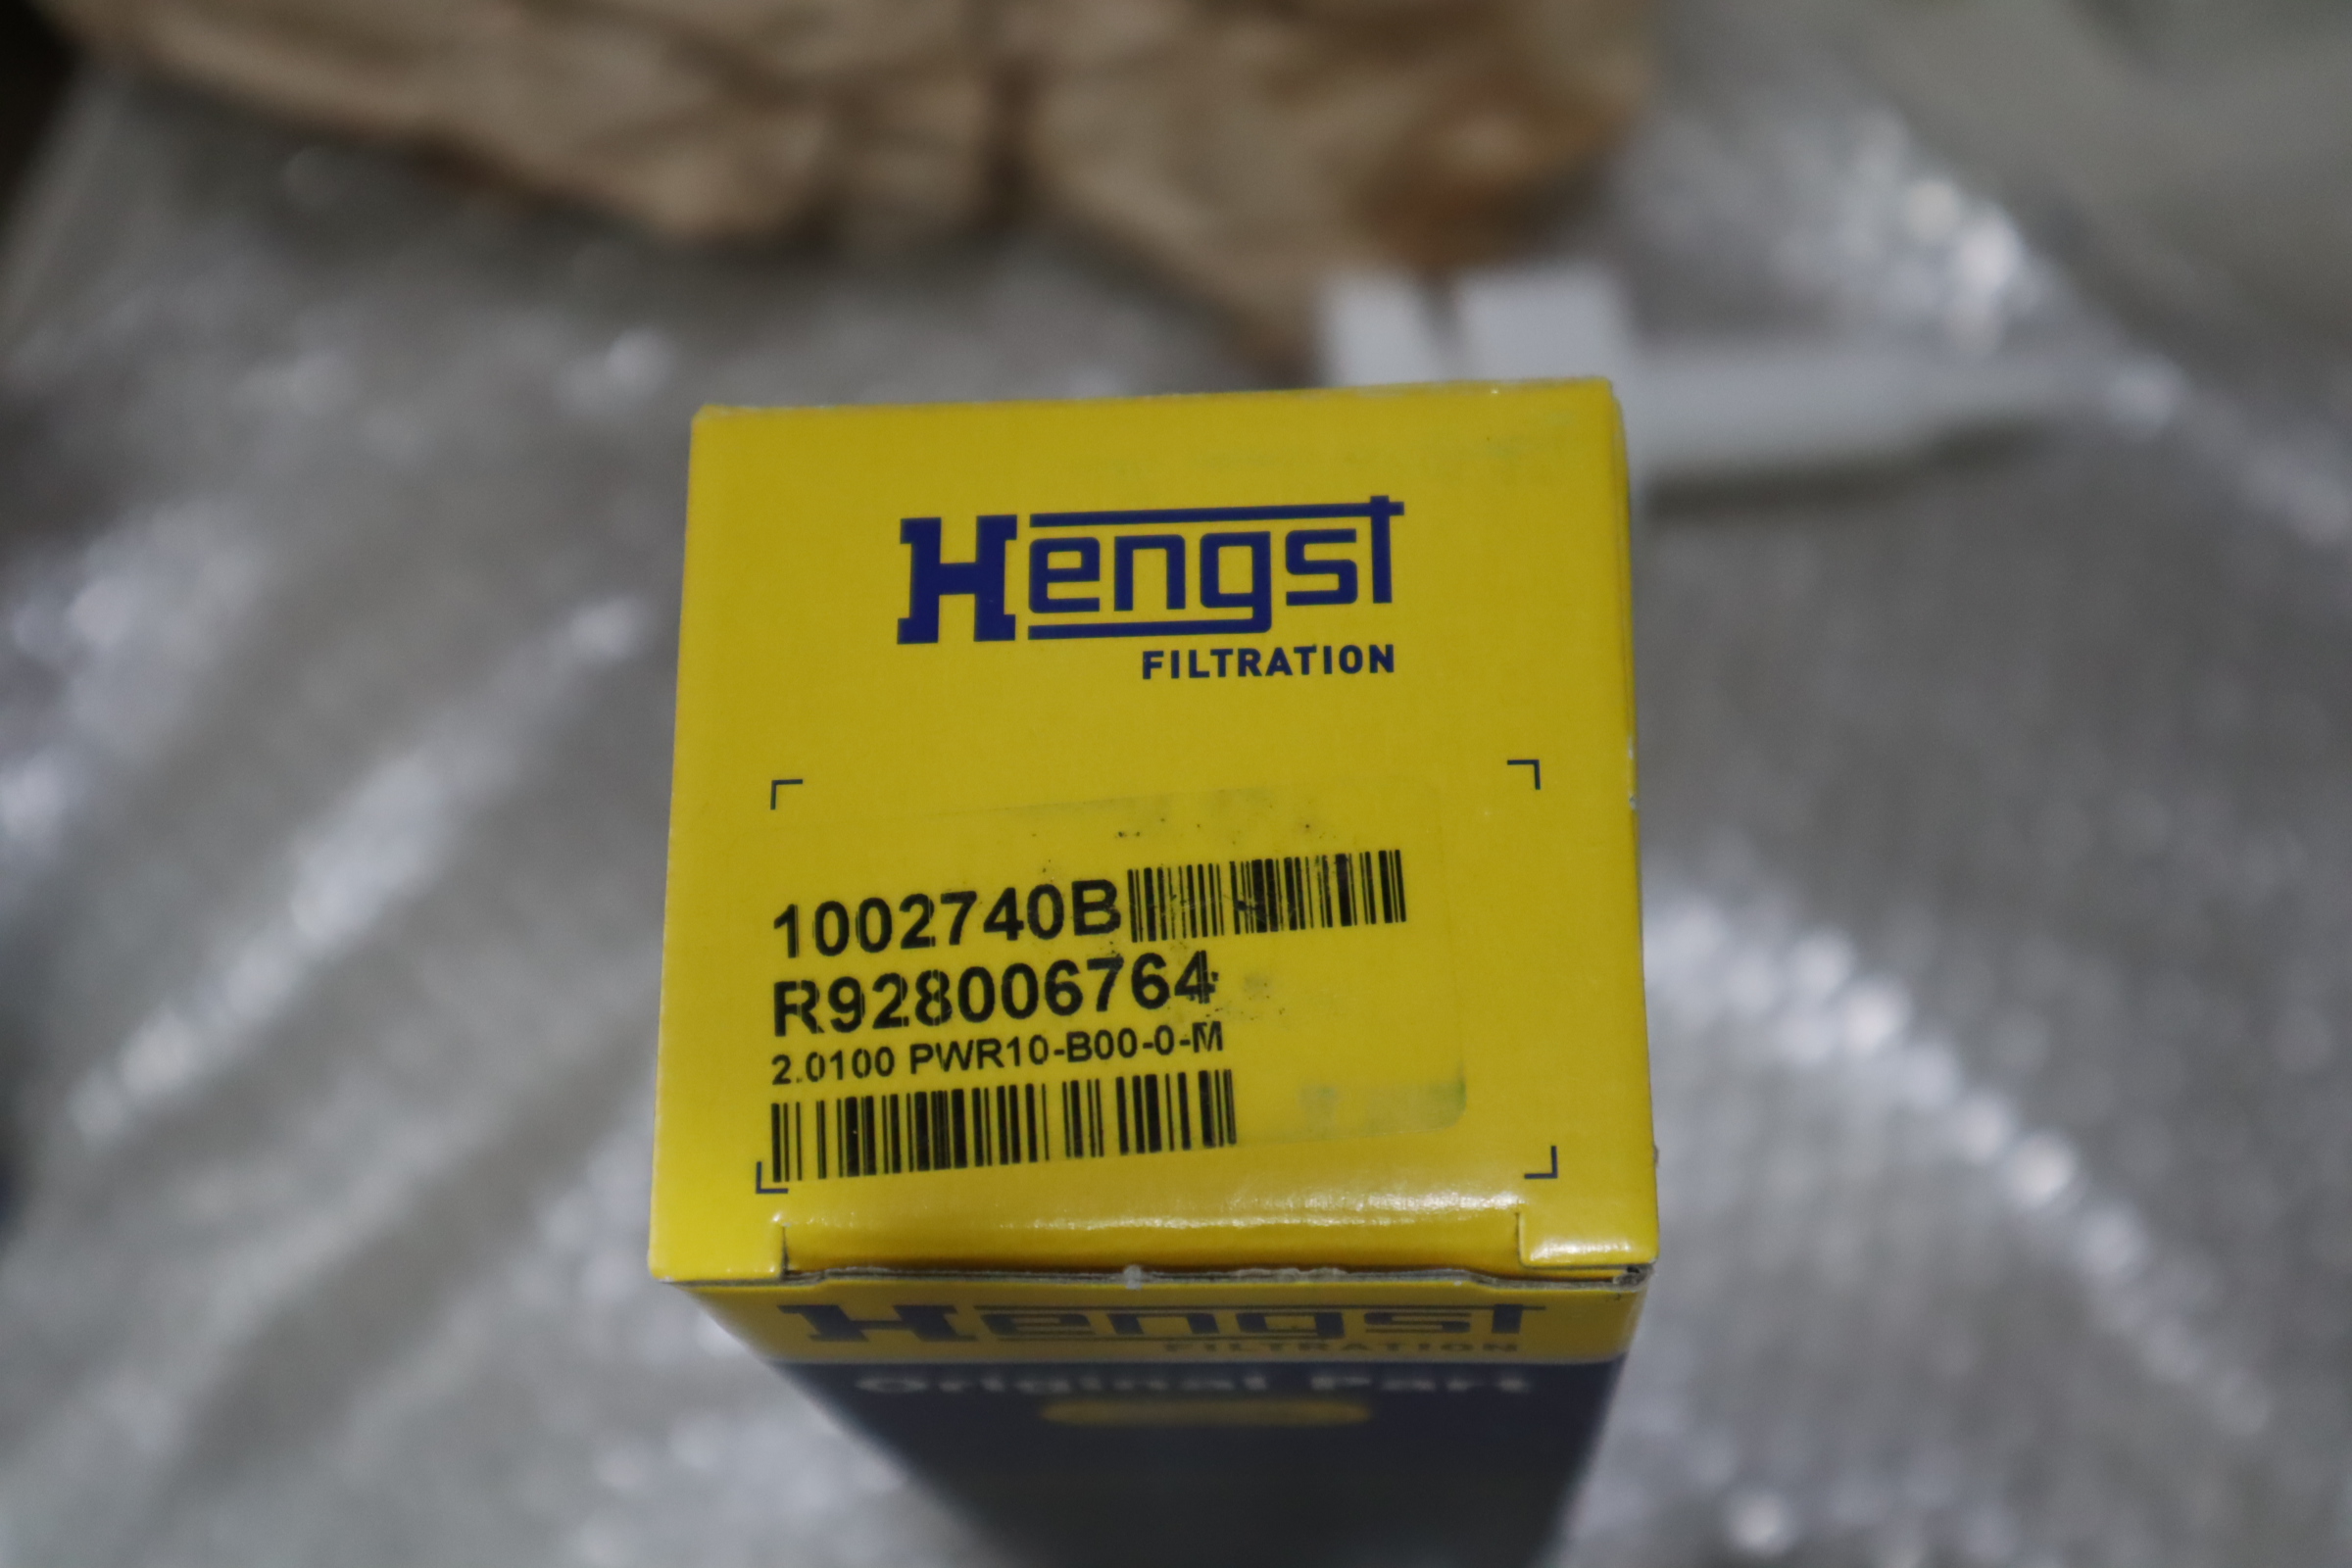 Hengst
FILTRATION
1002740B
R928006764
2.0100 PWR10-B00-0-M
Hengst
FILTRATION
Original Part